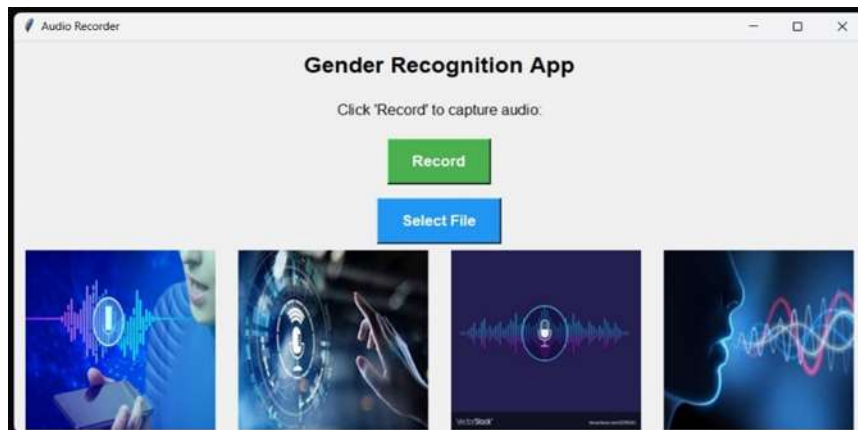 Audio Recorder
Gender Recognition App
Click 'Record' to capture audio:
Record
Select File
VectorStock®